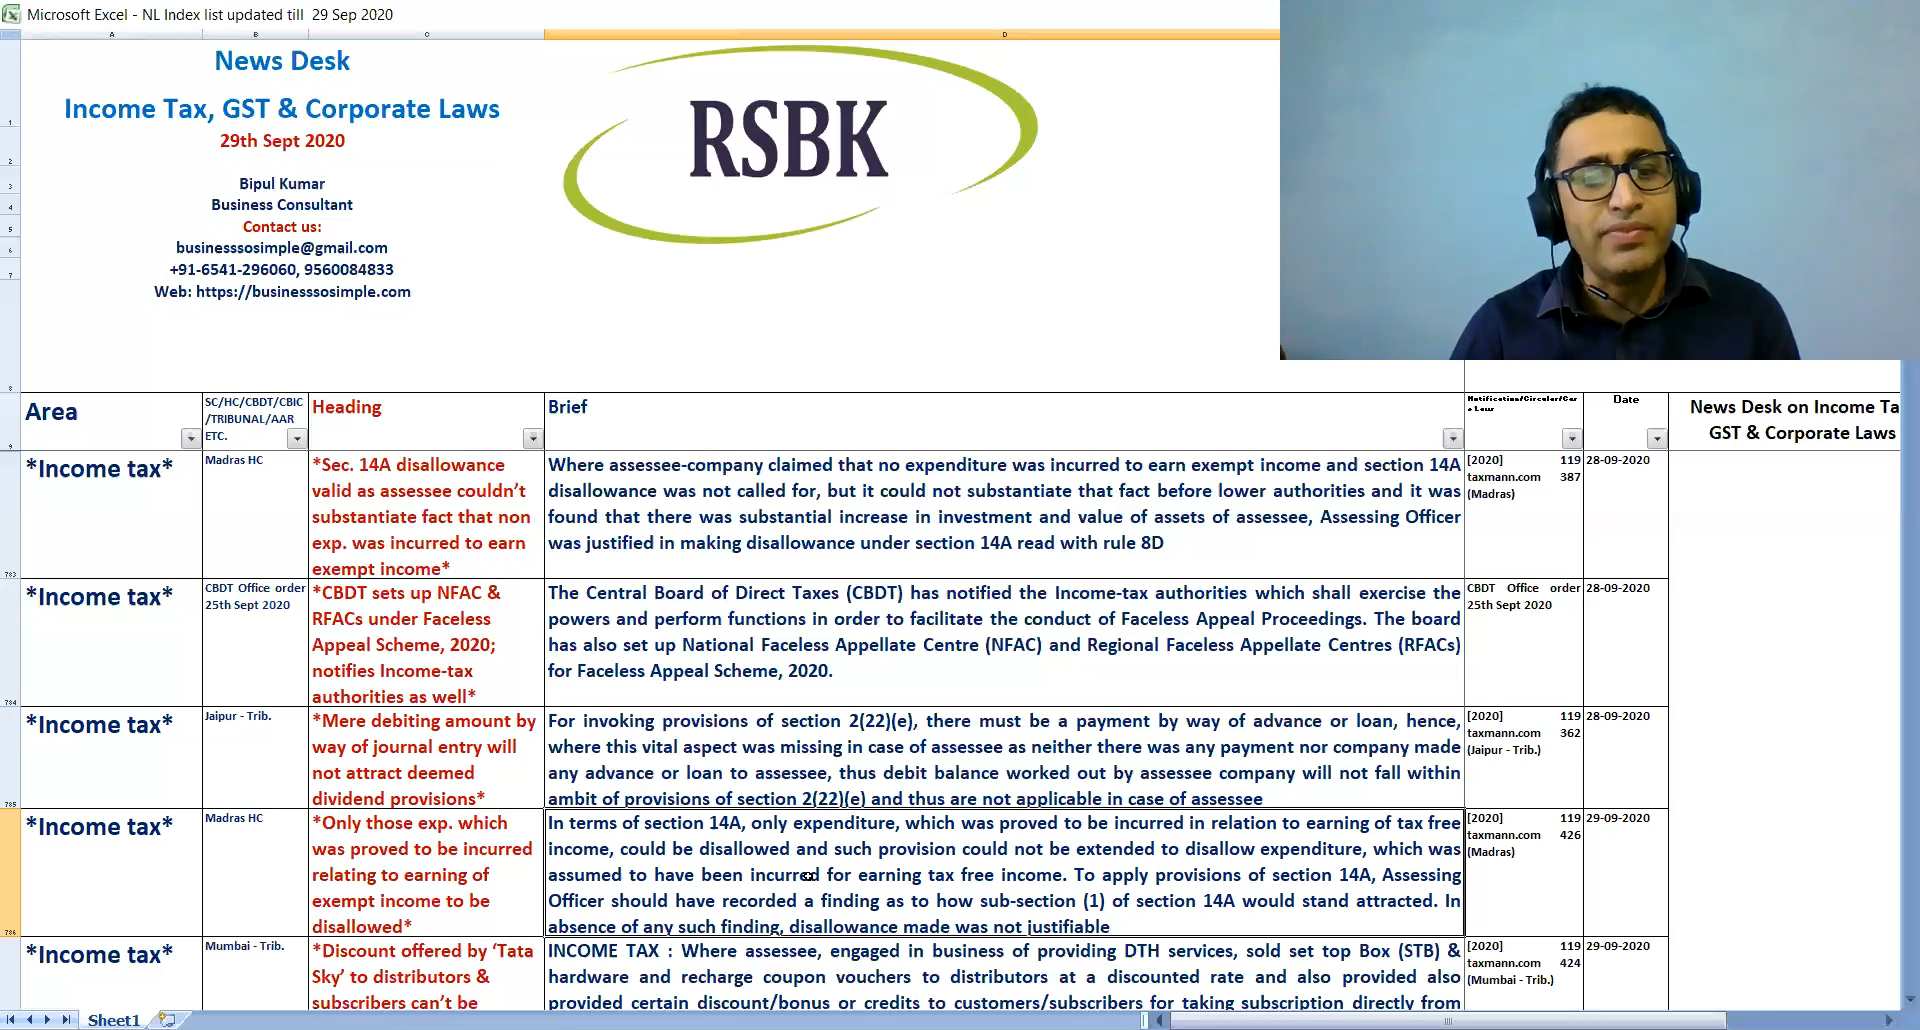 Microsoft Excel - NL Index list updated till 29 Sep 2020
A
B
C
D
News Desk
Income Tax, GST & Corporate Laws
29th Sept 2020
Bipul Kumar
Business Consultant
Contact us:
businesssosimple@gmail.com
+91-6541-296060, 9560084833
Web: https://businesssosimple.com
RSBK
1
2
3
4
5
6
7
8
9
Area
SC/HC/CBDT/CBIC
/TRIBUNAL/AAR
ETC.
Heading
Brief
Notification/Circular/Cas
e Law
Date
News Desk on Income Ta
GST & Corporate Laws
783
*Income tax*
Madras HC
*Sec. 14A disallowance
valid as assessee couldn't
substantiate fact that non
exp. was incurred to earn
exempt income*
Where assessee-company claimed that no expenditure was incurred to earn exempt income and section 14A
disallowance was not called for, but it could not substantiate that fact before lower authorities and it was
found that there was substantial increase in investment and value of assets of assessee, Assessing Officer
was justified in making disallowance under section 14A read with rule 8D
[2020] 119
taxmann.com 387
(Madras)
28-09-2020
784
*Income tax*
CBDT Office order
25th Sept 2020
*CBDT sets up NFAC &
RFACs under Faceless
Appeal Scheme, 2020;
notifies Income-tax
authorities as well*
The Central Board of Direct Taxes (CBDT) has notified the Income-tax authorities which shall exercise the
powers and perform functions in order to facilitate the conduct of Faceless Appeal Proceedings. The board
has also set up National Faceless Appellate Centre (NFAC) and Regional Faceless Appellate Centres (RFACs)
for Faceless Appeal Scheme, 2020.
CBDT Office order
25th Sept 2020
28-09-2020
785
*Income tax*
Jaipur - Trib.
*Mere debiting amount by
way of journal entry will
not attract deemed
dividend provisions*
For invoking provisions of section 2(22)(e), there must be a payment by way of advance or loan, hence,
where this vital aspect was missing in case of assessee as neither there was any payment nor company made
any advance or loan to assessee, thus debit balance worked out by assessee company will not fall within
ambit of provisions of section 2(22)(e) and thus are not applicable in case of assessee
[2020] 119
taxmann.com 362
(Jaipur - Trib.)
28-09-2020
786
*Income tax*
Madras HC
*Only those exp. which
was proved to be incurred
relating to earning of
exempt income to be
disallowed*
In terms of section 14A, only expenditure, which was proved to be incurred in relation to earning of tax free
income, could be disallowed and such provision could not be extended to disallow expenditure, which was
assumed to have been incurred for earning tax free income. To apply provisions of section 14A, Assessing
Officer should have recorded a finding as to how sub-section (1) of section 14A would stand attracted. In
absence of any such finding, disallowance made was not justifiable
[2020] 119
taxmann.com 426
(Madras)
29-09-2020
*Income tax*
Mumbai - Trib.
*Discount offered by 'Tata
Sky' to distributors &
subscribers can't be
INCOME TAX : Where assessee, engaged in business of providing DTH services, sold set top Box (STB) &
hardware and recharge coupon vouchers to distributors at a discounted rate and also provided also
provided certain discount/bonus or credits to customers/subscribers for taking subscription directly from
[2020] 119
taxmann.com 424
(Mumbai - Trib.)
29-09-2020
Sheet1